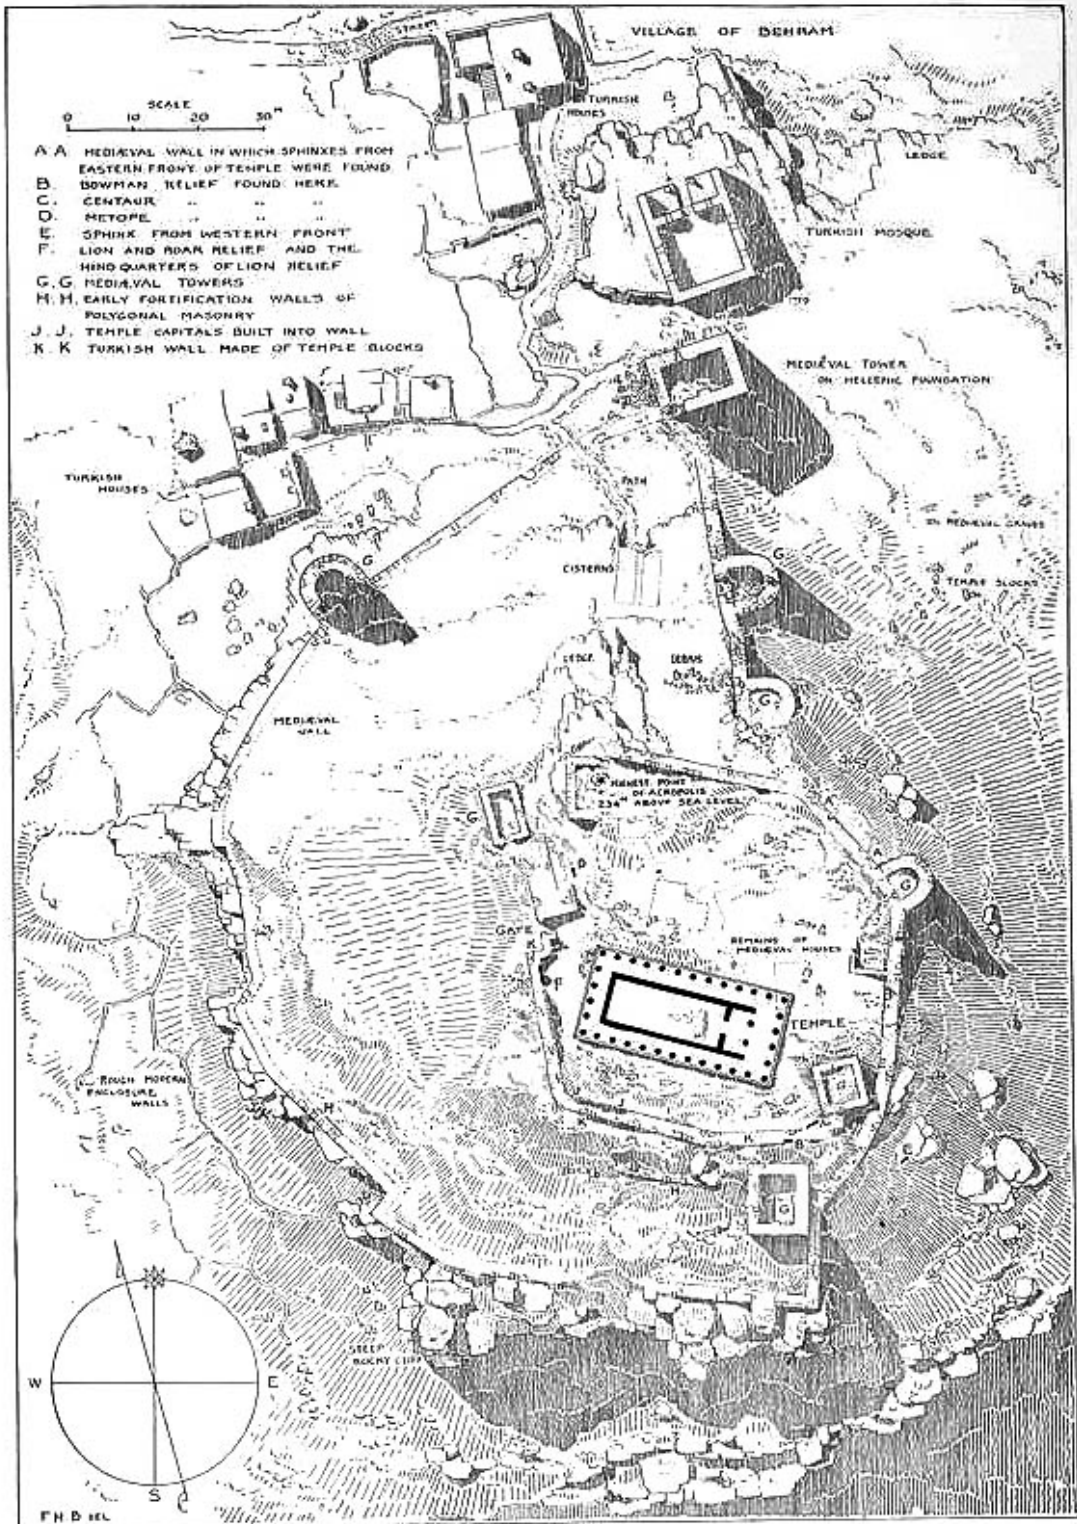 STREET
VILLAGE OF BEHRAM
TURKISH
HOUSES
SCALE
0 10 20 30 M
A A MEDIÆVAL WALL IN WHICH SPHINXES FROM
EASTERN FRONT OF TEMPLE WERE FOUND
B. BOWMAN RELIEF FOUND HERE
C. CENTAUR " " "
D. METOPE " " "
E. SPHINX FROM WESTERN FRONT
F. LION AND BOAR RELIEF AND THE
HIND QUARTERS OF LION RELIEF
G. G. MEDIÆVAL TOWERS
H. H. EARLY FORTIFICATION WALLS OF
POLYGONAL MASONRY
J. J. TEMPLE CAPITALS BUILT INTO WALL
K. K TURKISH WALL MADE OF TEMPLE BLOCKS
LEDGE
TURKISH MOSQUE
MEDIÆVAL TOWER
ON HELLENIC FOUNDATION
TURKISH
HOUSES
PATH
IN MEDIÆVAL GRAVES
G
G
CISTERNS
TEMPLE BLOCKS
LEDGE
DEBRIS
G
MEDIÆVAL
WALL
HIGHEST POINT
OF ACROPOLIS
234 M ABOVE SEA LEVEL
G
A
A
G
D
GATE
K
REMAINS OF
MEDIÆVAL HOUSES
F
TEMPLE
ROUGH MODERN
ENCLOSURE
WALLS
G
H
J
K
K
B
C
H
G
STEEP
ROCKY CLIFF
W
E
S
F H B DEL